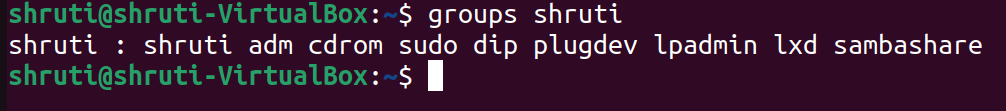 shruti@shruti-VirtualBox:~$ groups shruti
shruti : shruti adm cdrom sudo dip plugdev lpadmin lxd sambashare
shruti@shruti-VirtualBox:~$